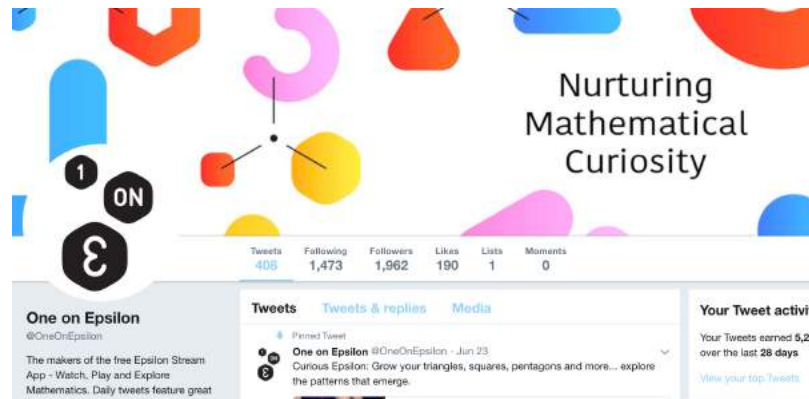 Nurturing
Mathematical
Curiosity
1
ON
ε
Tweets Following Followers Likes Lists Moments
408 1,473 1,962 190 1 0
One on Epsilon
@OneOnEpsilon
The makers of the free Epsilon Stream
App - Watch, Play and Explore
Mathematics. Daily tweets feature great
Tweets Tweets & replies Media
Pinned Tweet
One on Epsilon @OneOnEpsilon - Jun 23
Curious Epsilon: Grow your triangles, squares, pentagons and more... explore
the patterns that emerge.
Your Tweet activi
Your Tweets earned 5,2
over the last 28 days
View your top Tweets